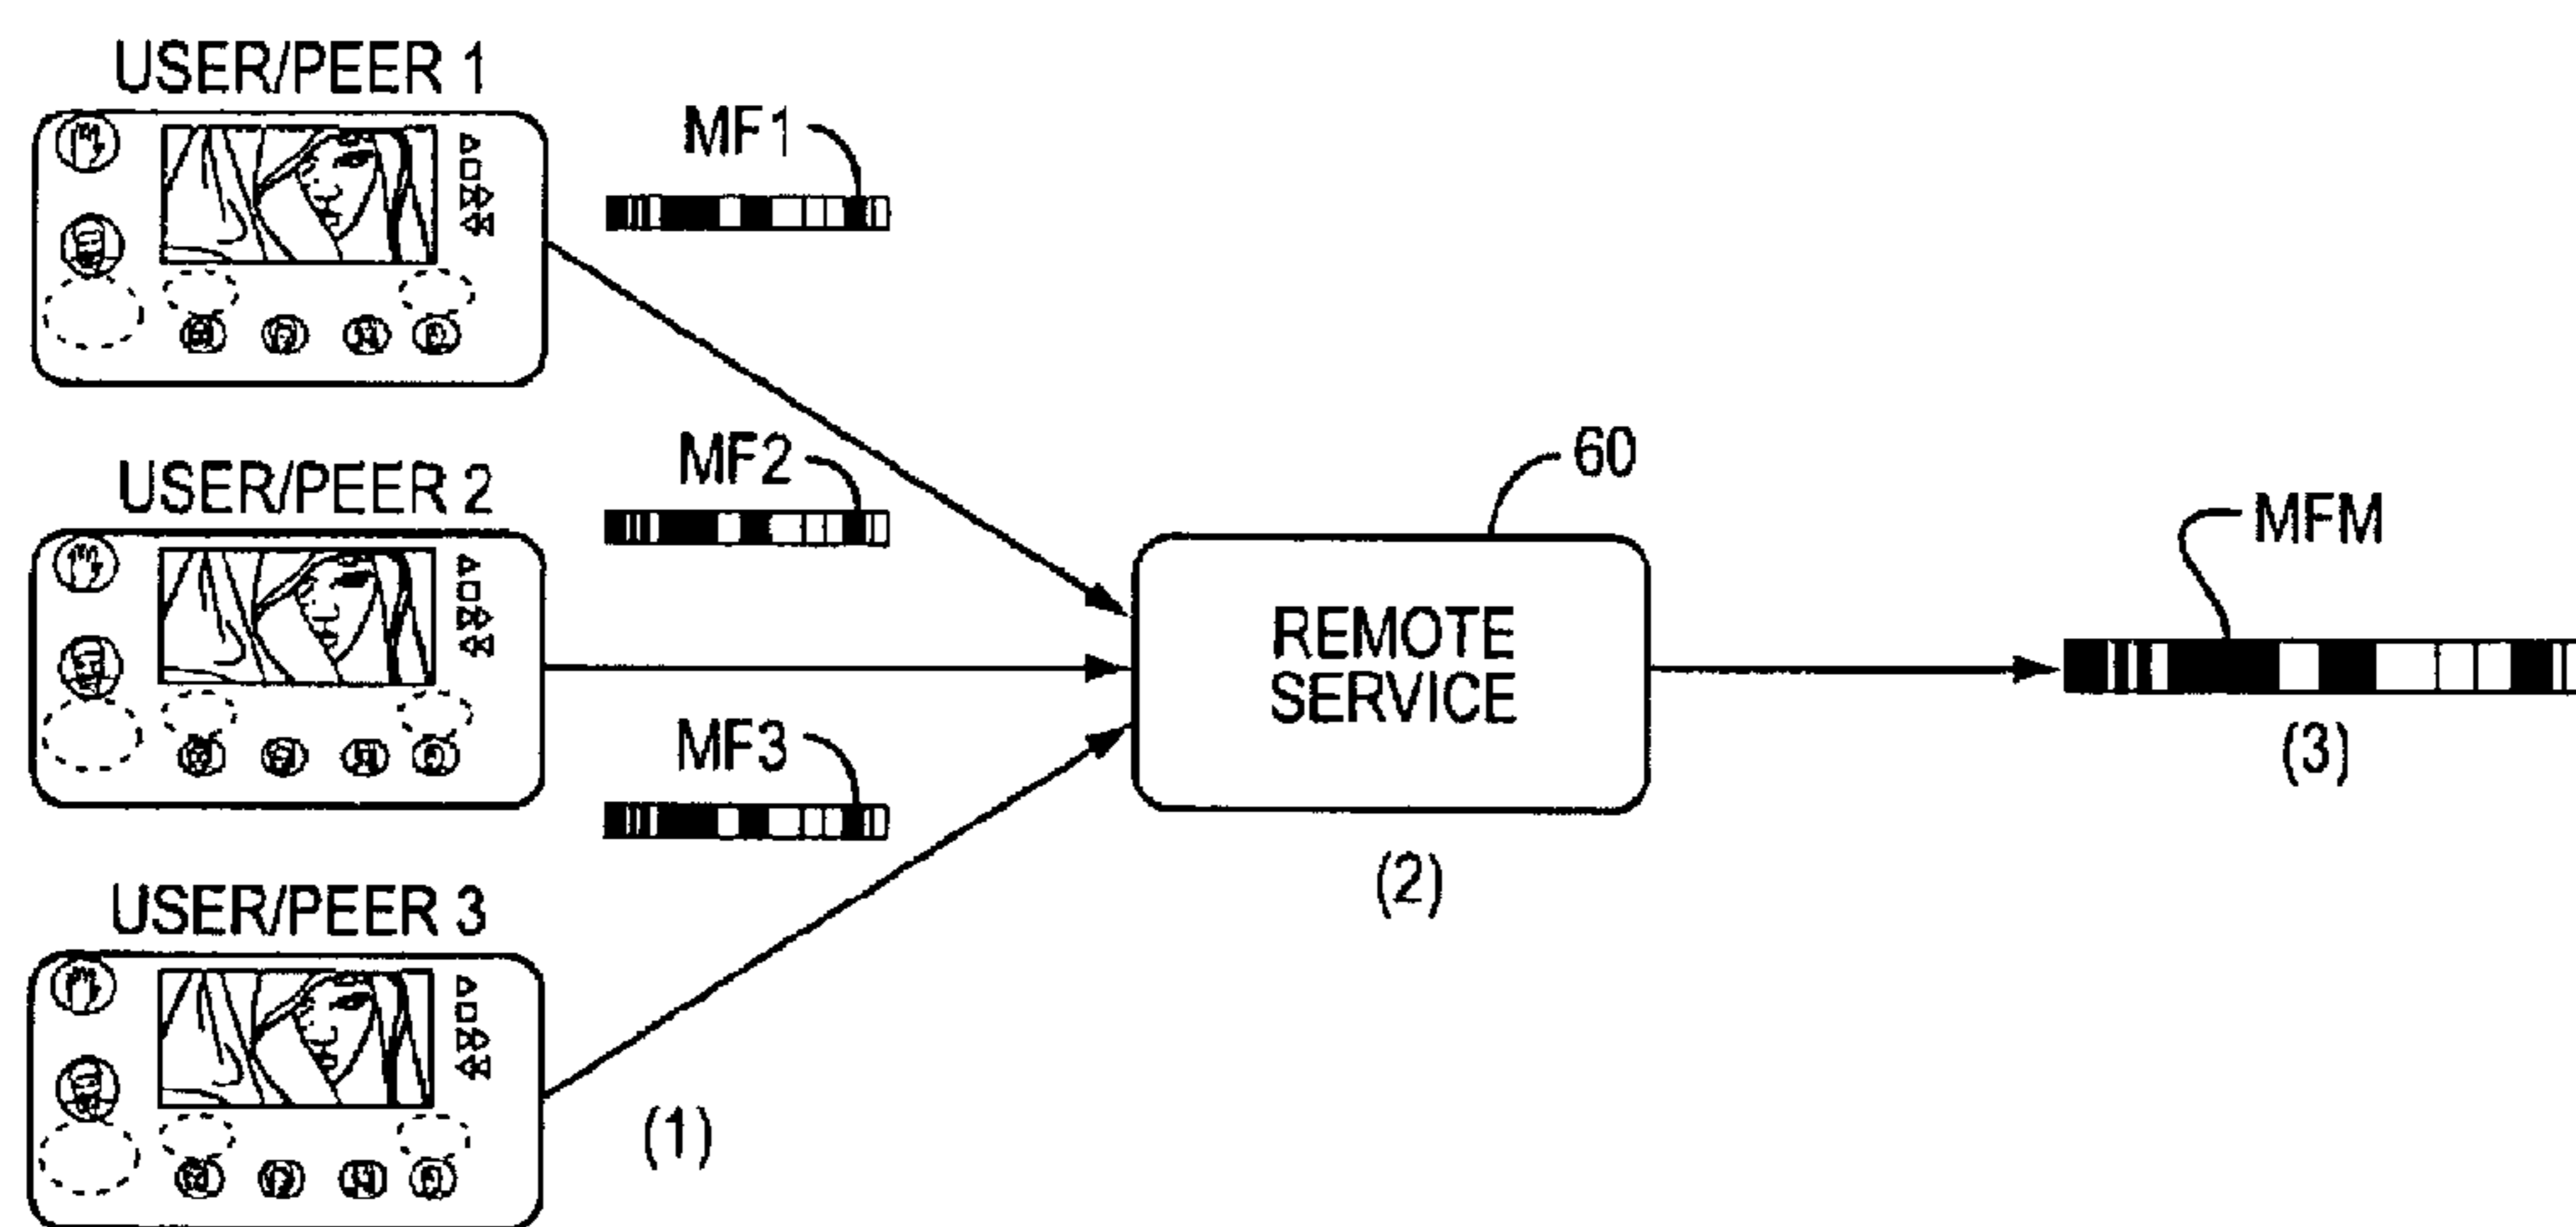 USER/PEER 1
MF1
MF2
60
USER/PEER 2
MFM
REMOTE
SERVICE
MF3
(3)
(2)
USER/PEER 3
(1)